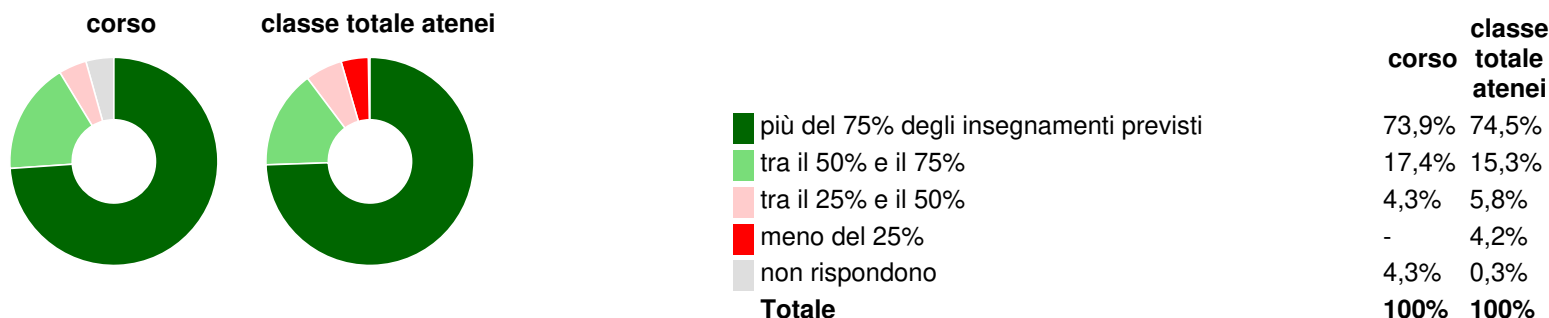 corso classe totale atenei
corso classe totale atenei
più del 75% degli insegnamenti previsti 73,9% 74,5%
tra il 50% e il 75% 17,4% 15,3%
tra il 25% e il 50% 4,3% 5,8%
meno del 25% - 4,2%
non rispondono 4,3% 0,3%
Totale 100% 100%